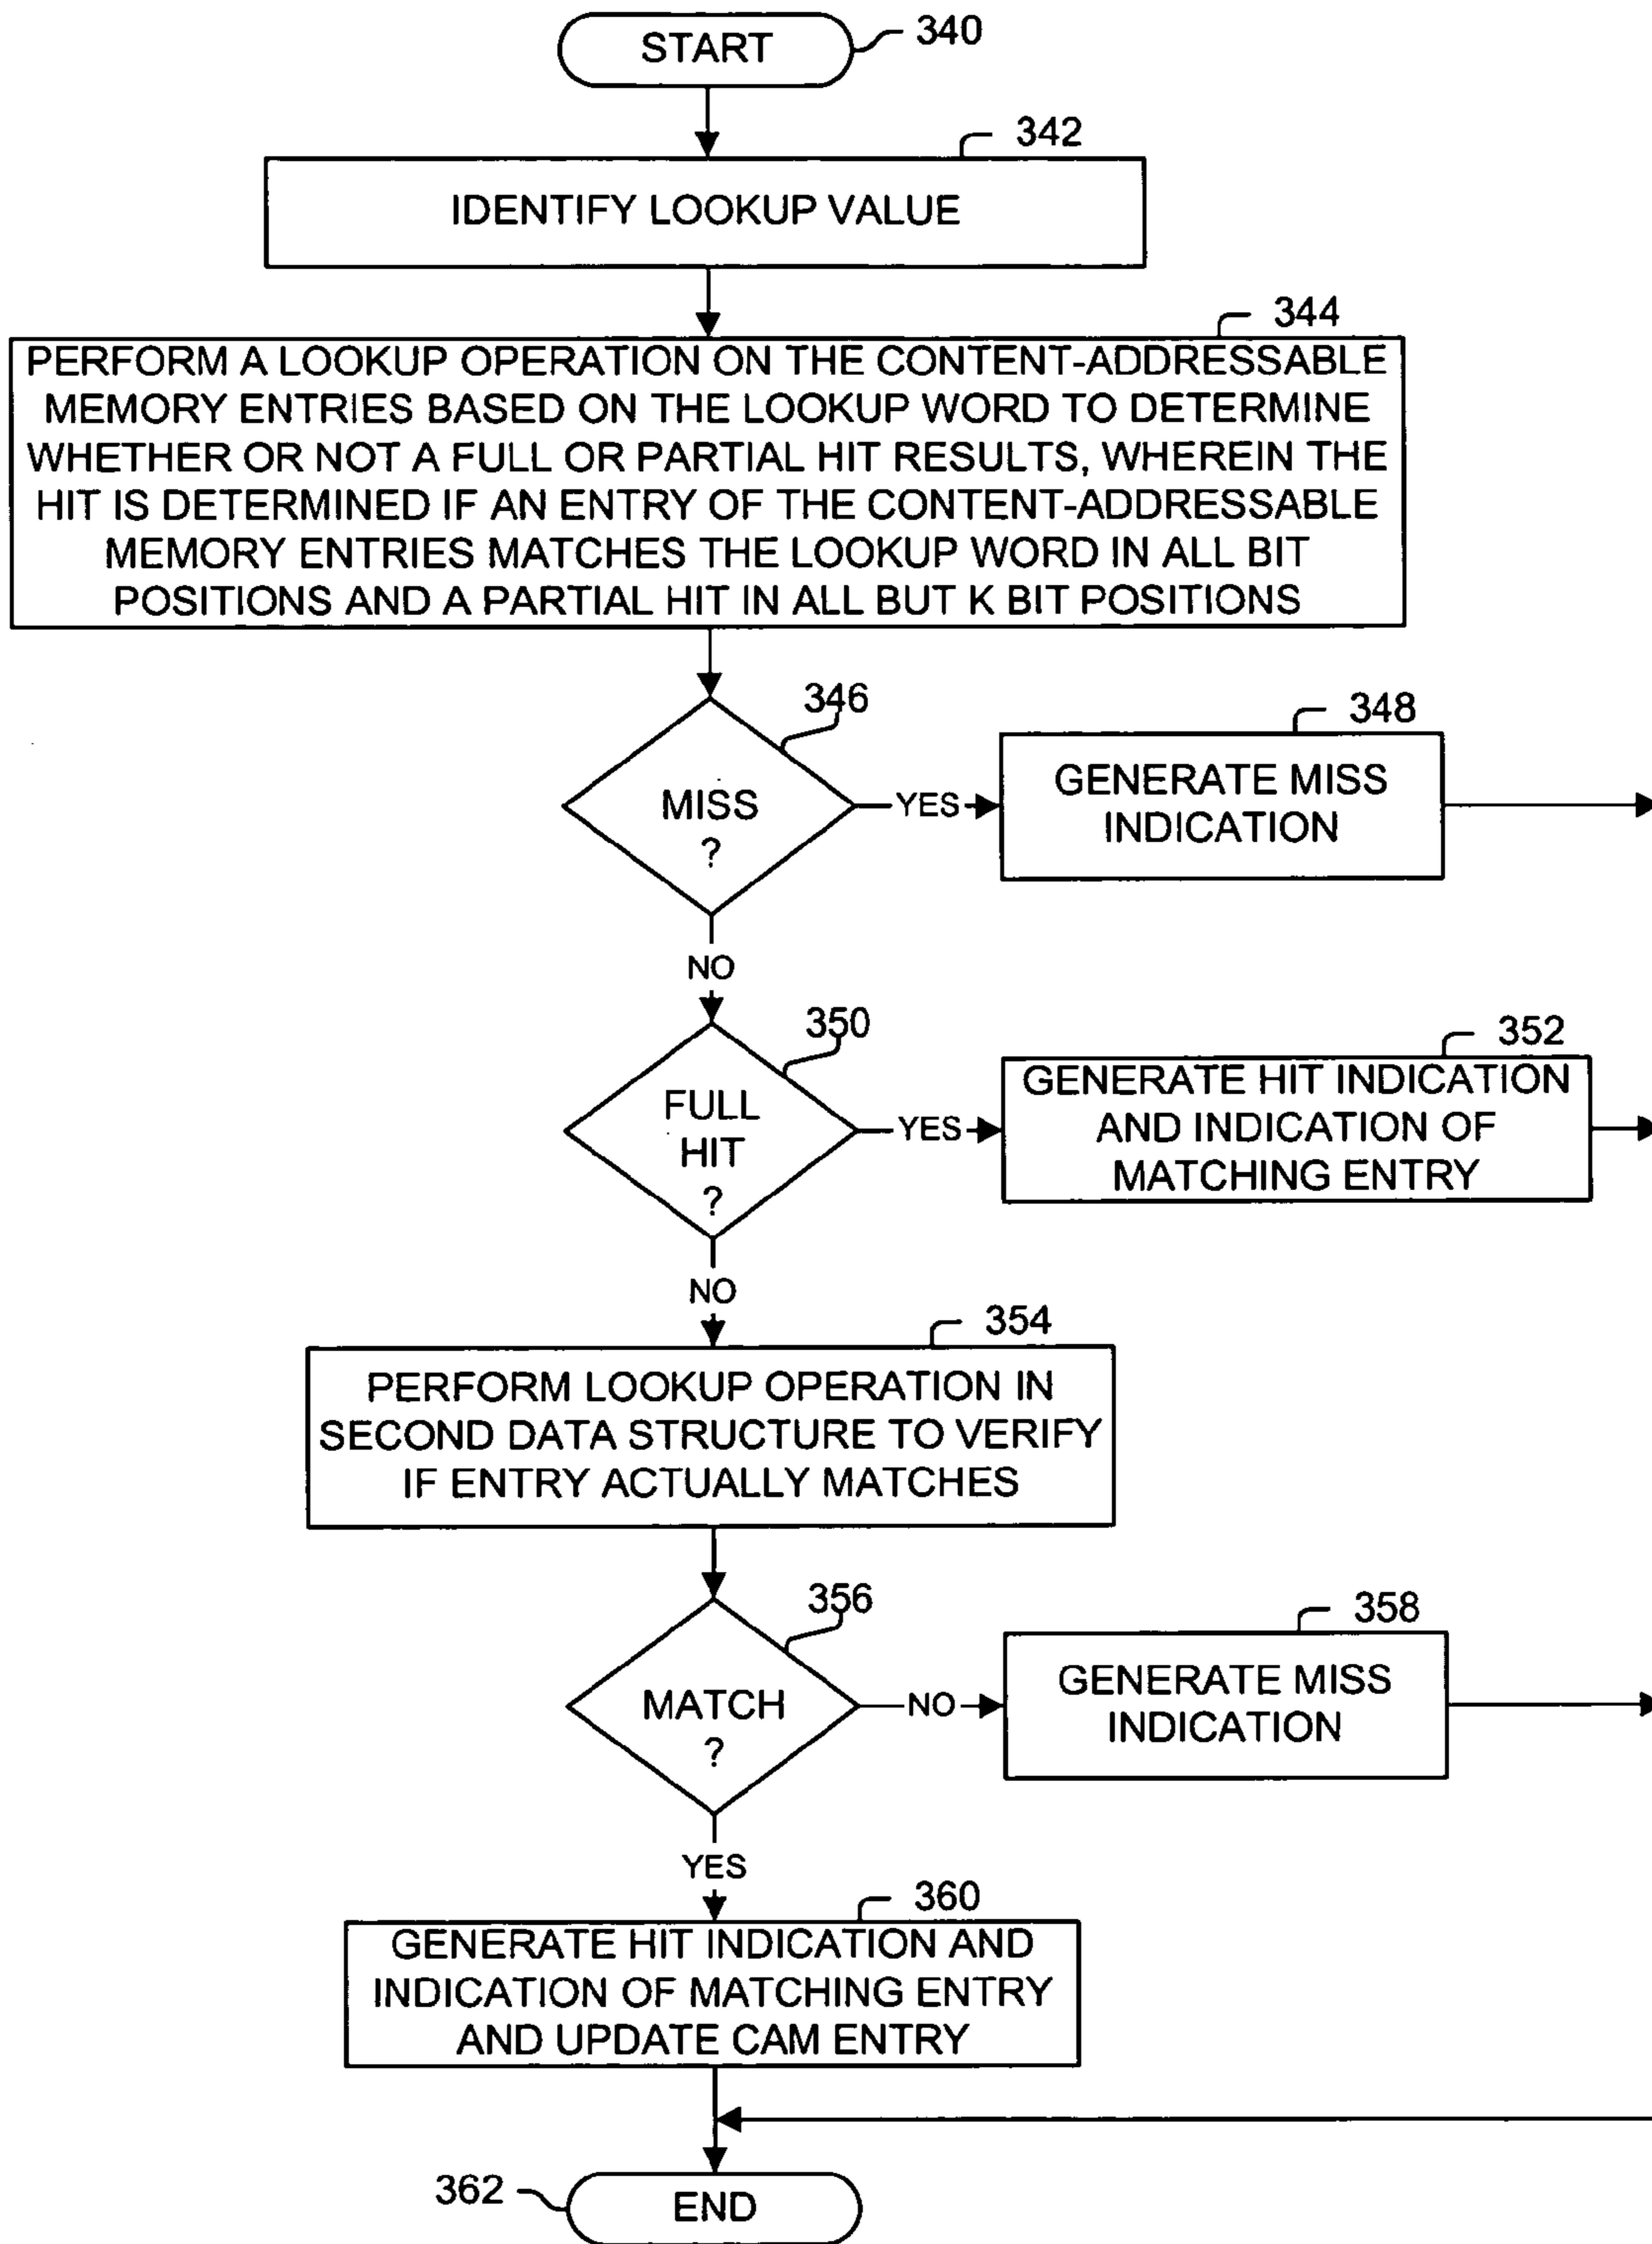 START
340
342
IDENTIFY LOOKUP VALUE
344
PERFORM A LOOKUP OPERATION ON THE CONTENT-ADDRESSABLE
MEMORY ENTRIES BASED ON THE LOOKUP WORD TO DETERMINE
WHETHER OR NOT A FULL OR PARTIAL HIT RESULTS, WHEREIN THE
HIT IS DETERMINED IF AN ENTRY OF THE CONTENT-ADDRESSABLE
MEMORY ENTRIES MATCHES THE LOOKUP WORD IN ALL BIT
POSITIONS AND A PARTIAL HIT IN ALL BUT K BIT POSITIONS
346
MISS
?
YES
348
GENERATE MISS
INDICATION
NO
350
FULL
HIT
?
YES
352
GENERATE HIT INDICATION
AND INDICATION OF
MATCHING ENTRY
NO
354
PERFORM LOOKUP OPERATION IN
SECOND DATA STRUCTURE TO VERIFY
IF ENTRY ACTUALLY MATCHES
356
MATCH
?
NO
358
GENERATE MISS
INDICATION
YES
360
GENERATE HIT INDICATION AND
INDICATION OF MATCHING ENTRY
AND UPDATE CAM ENTRY
362
END